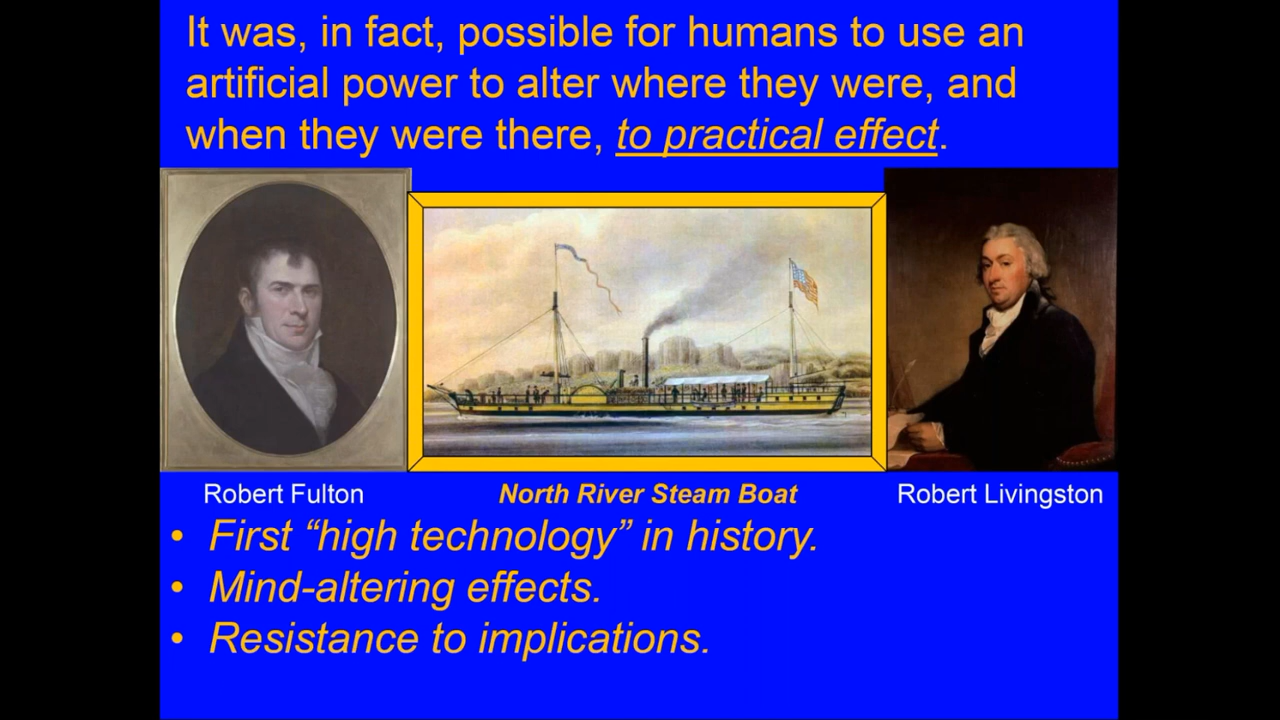 It was, in fact, possible for humans to use an
artificial power to alter where they were, and
when they were there, to practical effect.
Robert Fulton
North River Steam Boat
Robert Livingston
• First “high technology” in history.
• Mind-altering effects.
• Resistance to implications.